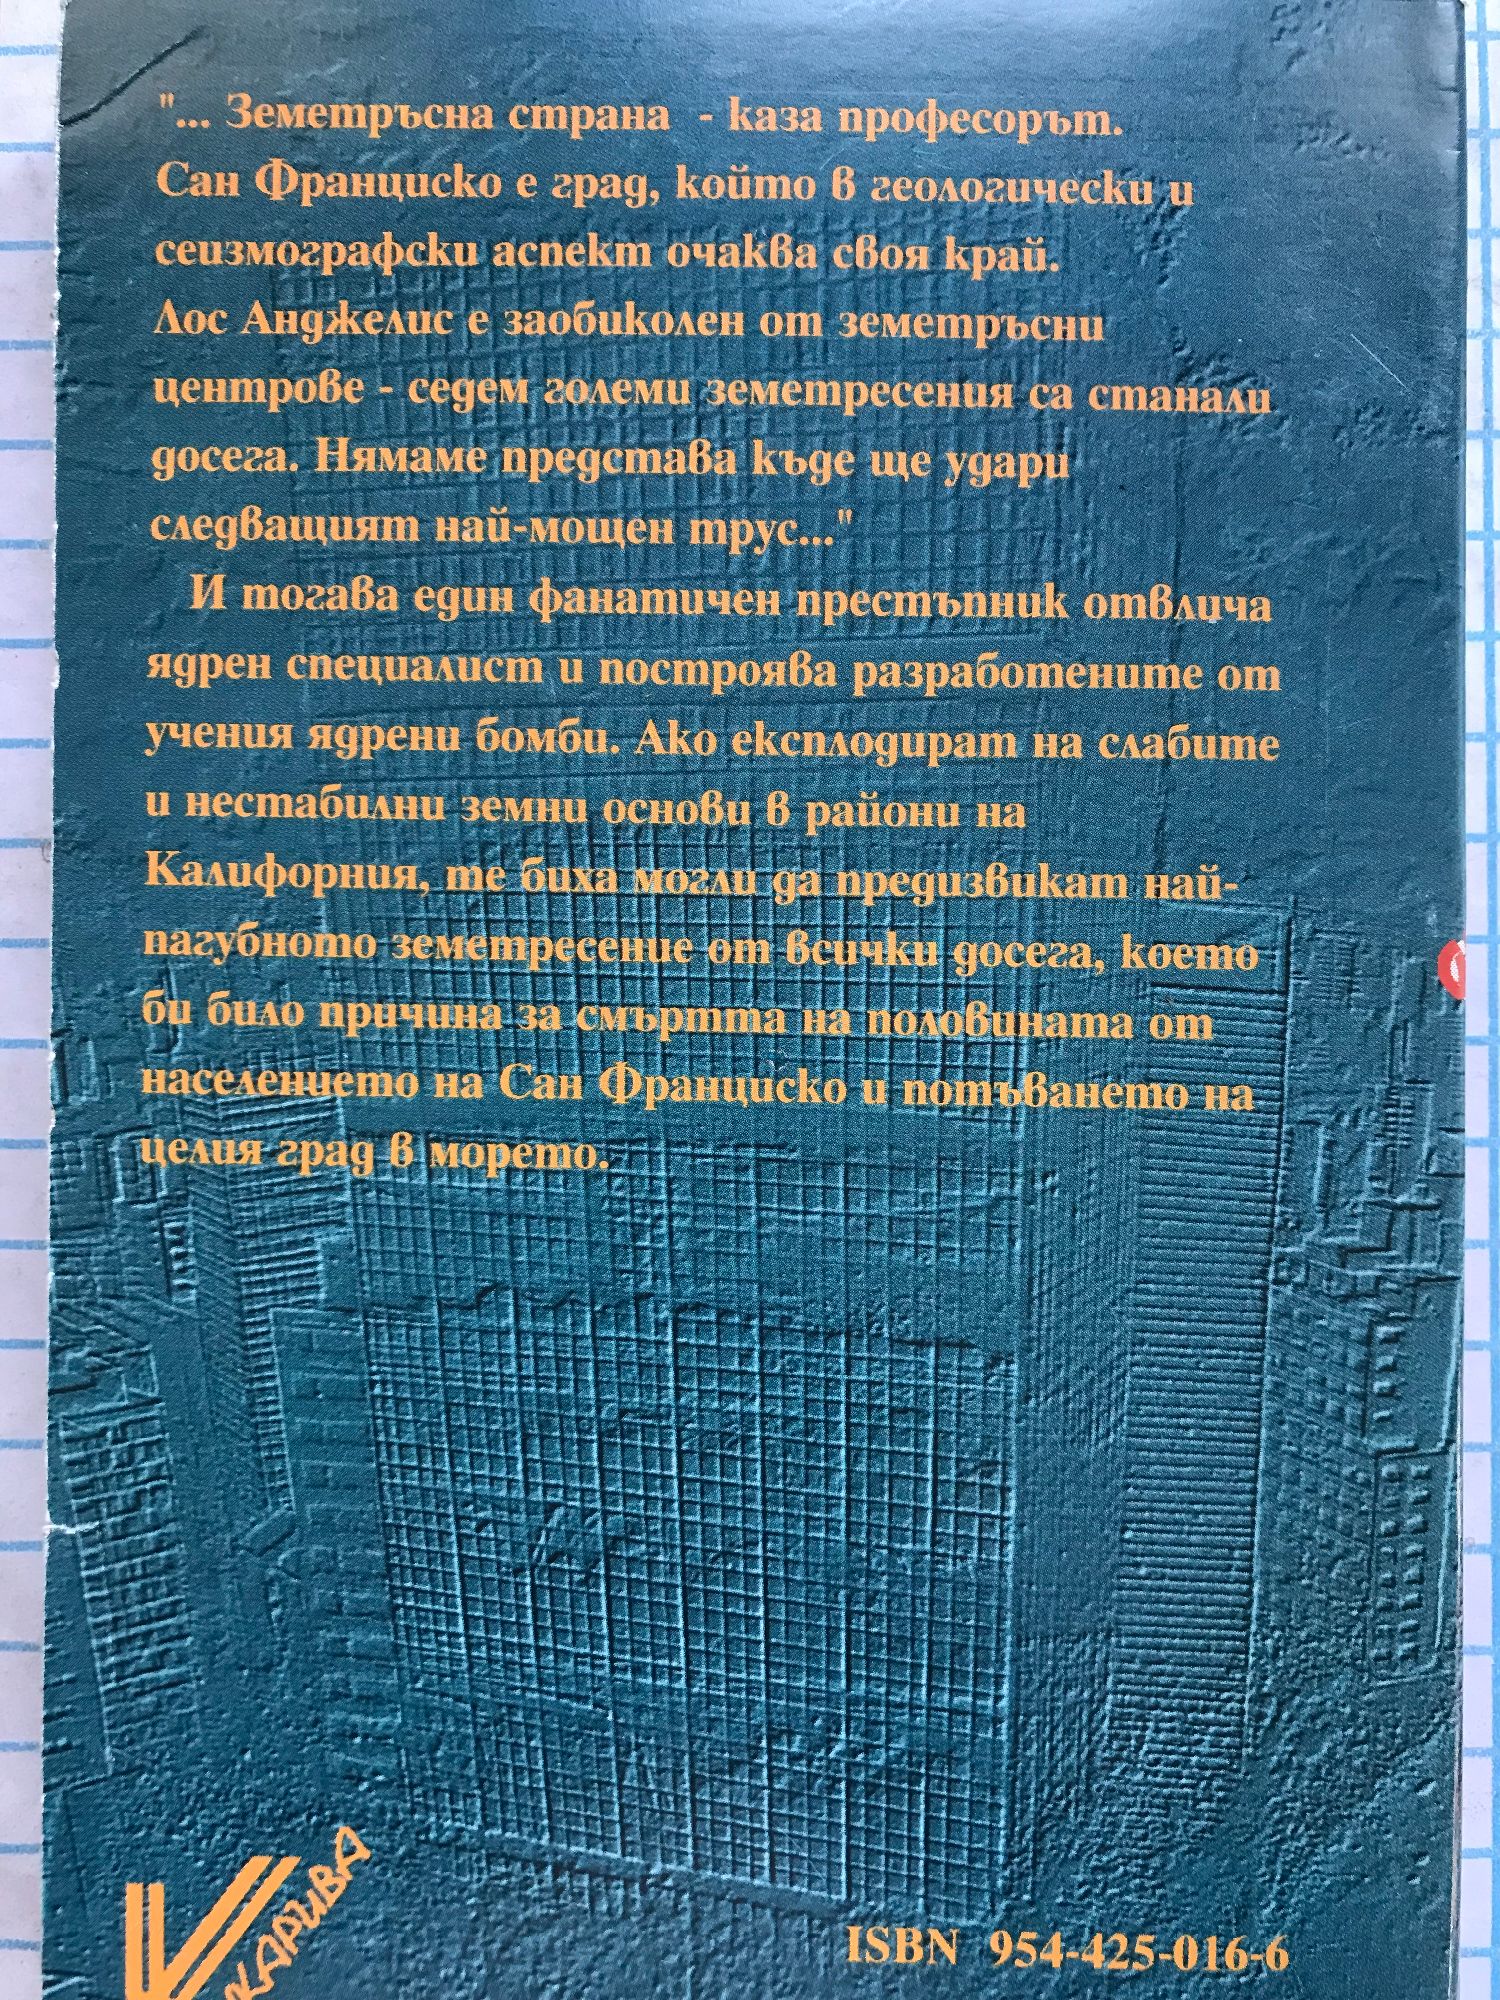 "... Земетръсна страна - каза професорът.
Сан Франциско е град, който в геологически и
сеизмографски аспект очаква своя край.
Лос Анджелис е заобиколен от земетръсни
центрове - седем големи земетресения са станали
досега. Нямаме представа къде ще удари
следващият най-мощен трус..."
И тогава един фанатичен престъпник отвлича
ядрен специалист и построява разработените от
учения ядрени бомби. Ако експлодират на слабите
и нестабилни земни основи в райони на
Калифорния, те биха могли да предизвикат най-
пагубното земетресение от всички досега, което
би било причина за смъртта на половината от
населението на Сан Франциско и потъването на
целия град в морето.
КАРИВА
ISBN 954-425-016-6